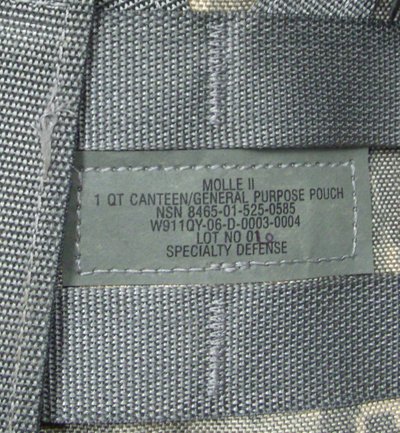 MOLLE II
1 QT CANTEEN/GENERAL PURPOSE POUCH
NSN 8465-01-525-0585
W911QY-06-D-0003-0004
LOT NO 010
SPECIALTY DEFENSE